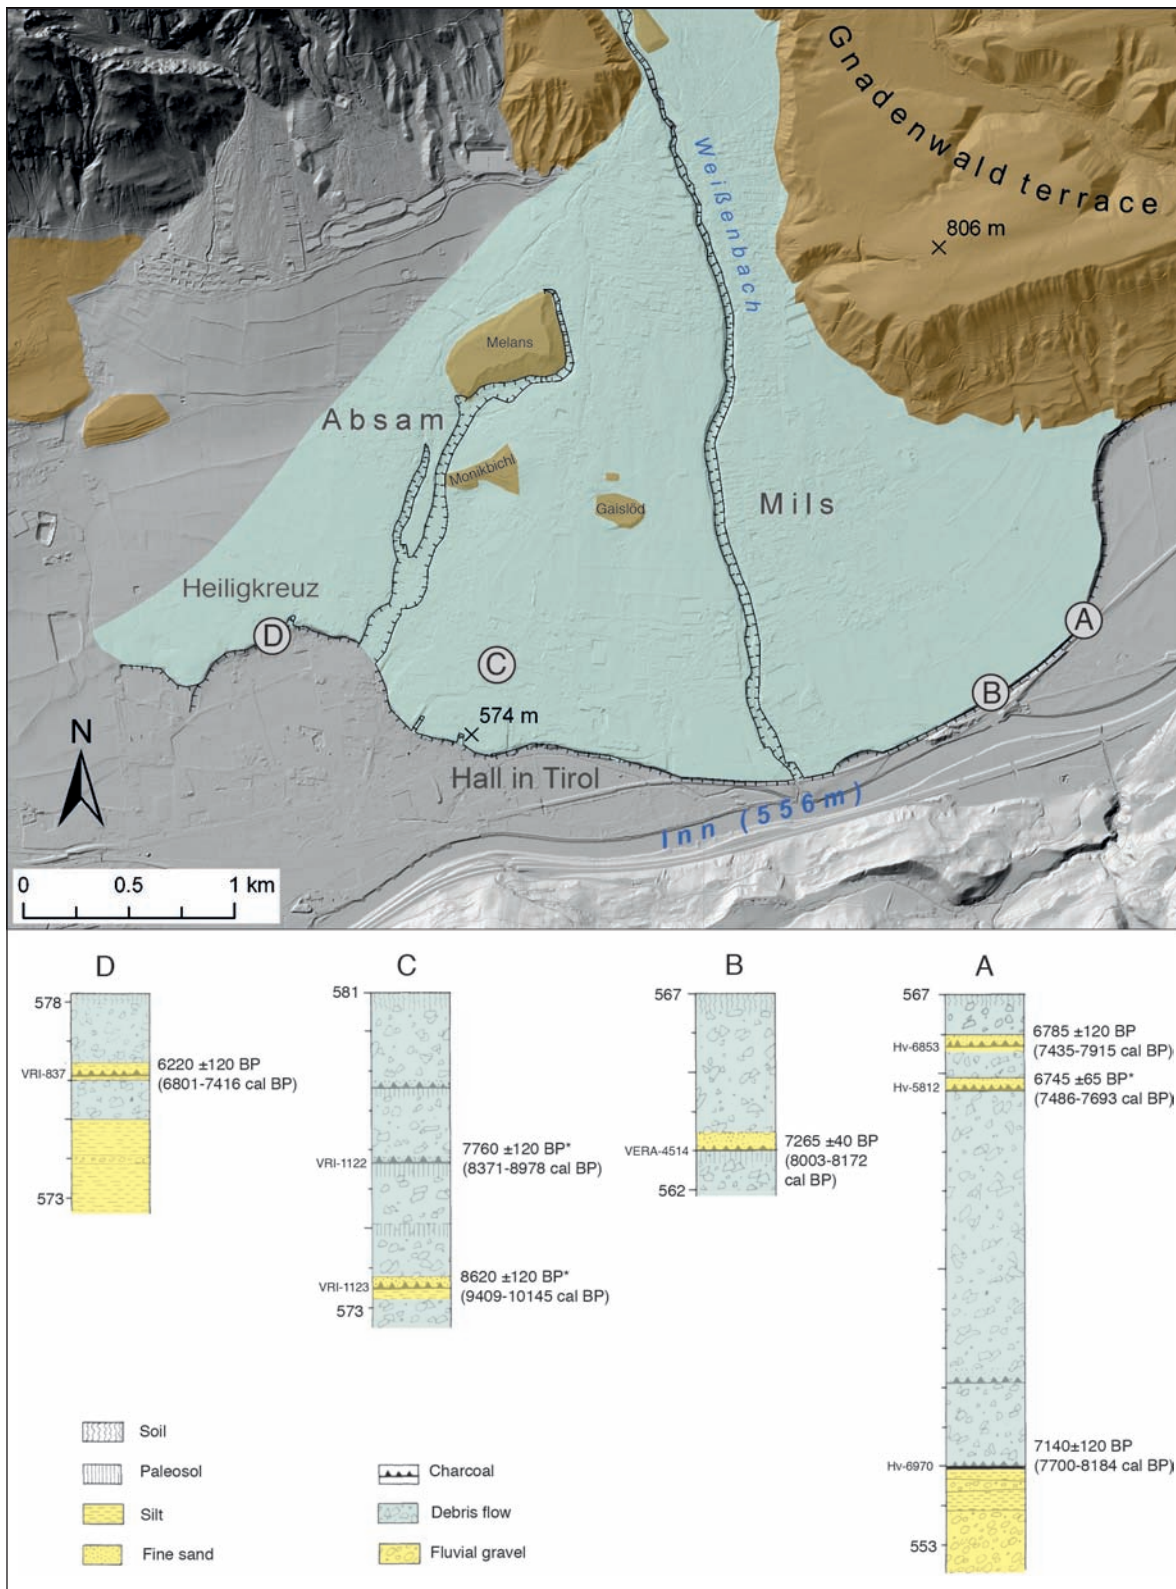 Gnadenwald terrace
806 m
Weißenbach
Melans
Absam
Monikbichl
Gaislöd
Mils
Heiligkreuz
A
D
C
B
574 m
N
Hall in Tirol
Inn (556m)
0 0.5 1 km
D
C
B
A
578
VRI-837
573
6220 ±120 BP
(6801-7416 cal BP)
581
VRI-1122
VRI-1123
573
7760 ±120 BP*
(8371-8978 cal BP)
8620 ±120 BP*
(9409-10145 cal BP)
567
VERA-4514
562
7265 ±40 BP
(8003-8172
cal BP)
567
Hv-6853
Hv-5812
Hv-6970
553
6785 ±120 BP
(7435-7915 cal BP)
6745 ±65 BP*
(7486-7693 cal BP)
7140±120 BP
(7700-8184 cal BP)
Soil
Paleosol
Silt
Fine sand
Charcoal
Debris flow
Fluvial gravel